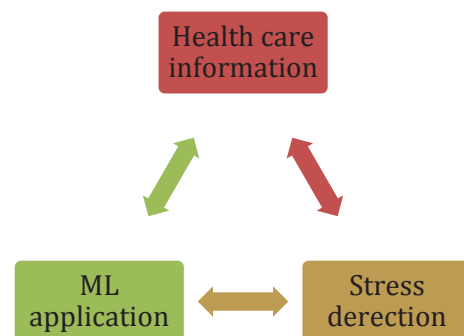 Health care
information
ML
application
Stress
derection